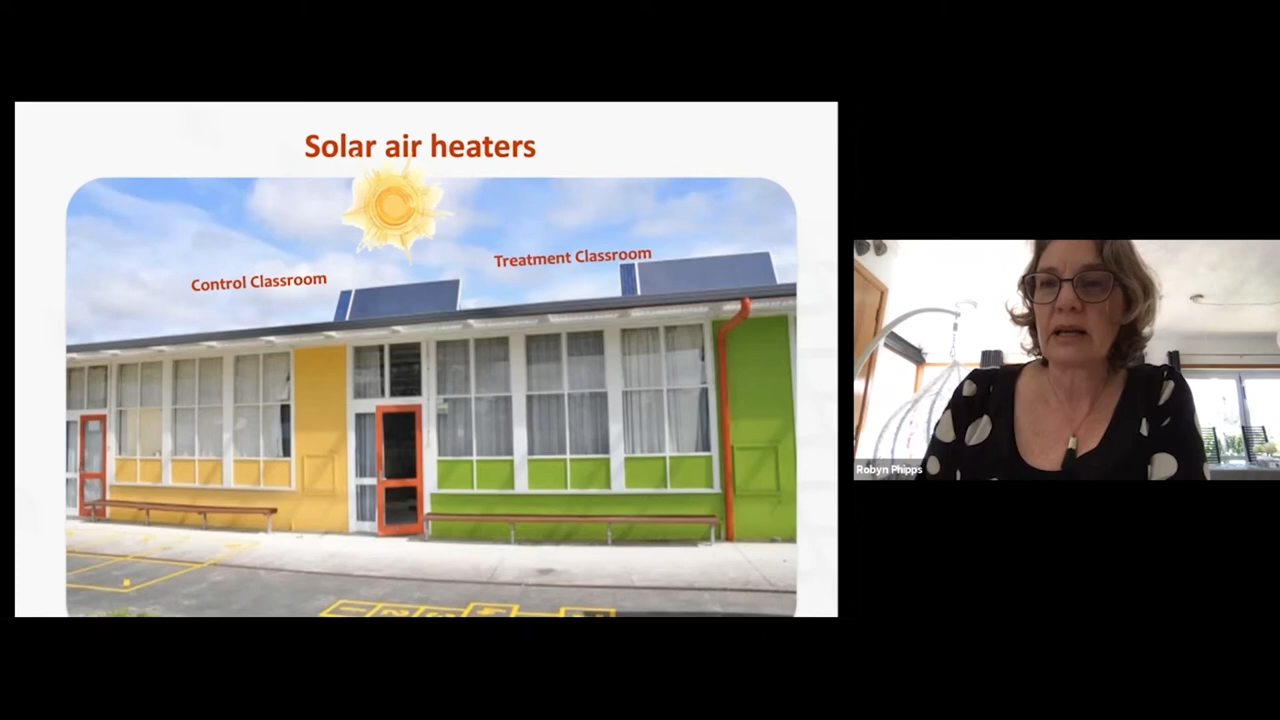 Solar air heaters
Treatment Classroom
Control Classroom
Robyn Phipps